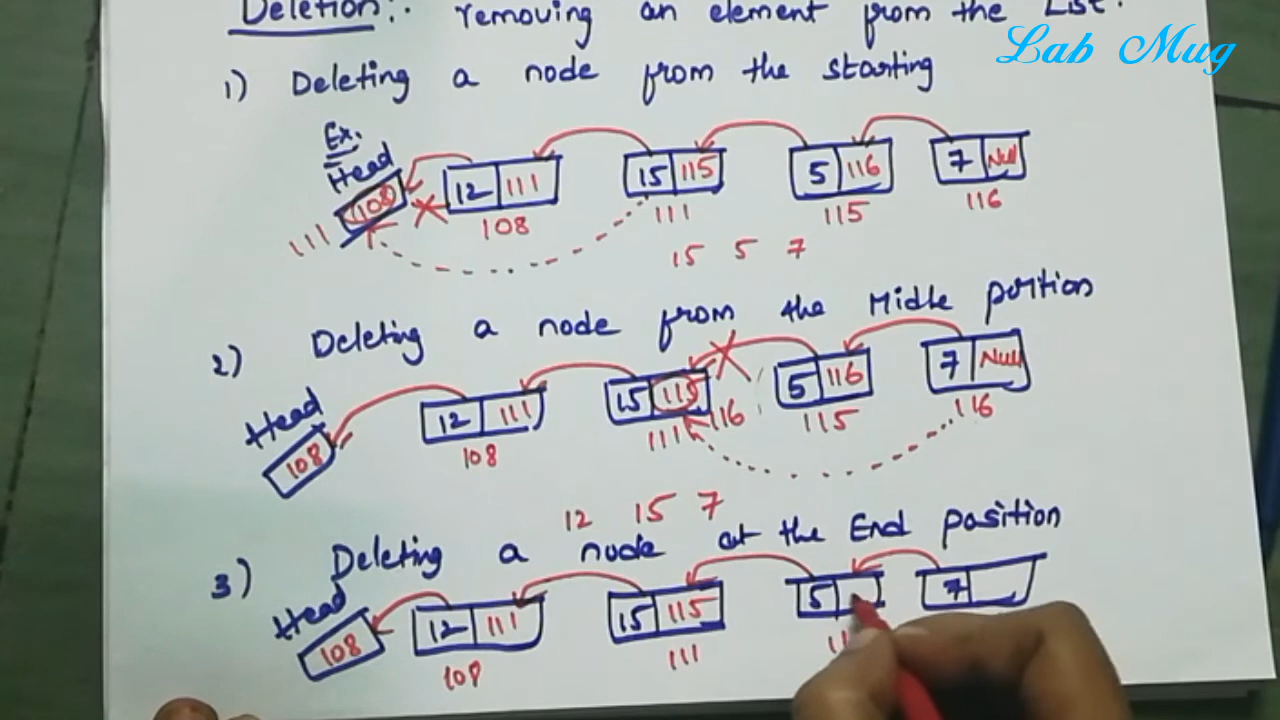 Deletion:- removing an element from the List.
Lab Mug
1) Deleting a node from the starting
Ex.
Head
108 12 111 15 115 5 116 7 Null
111 108 111 115 116
15 5 7
2) Deleting a node from the Midle portion
Head
108 12 111 15 115 5 116 7 Null
108 111 116 115 116
12 15 7
3) Deleting a node at the End position
Head
108 12 111 15 115 5 7
108 111